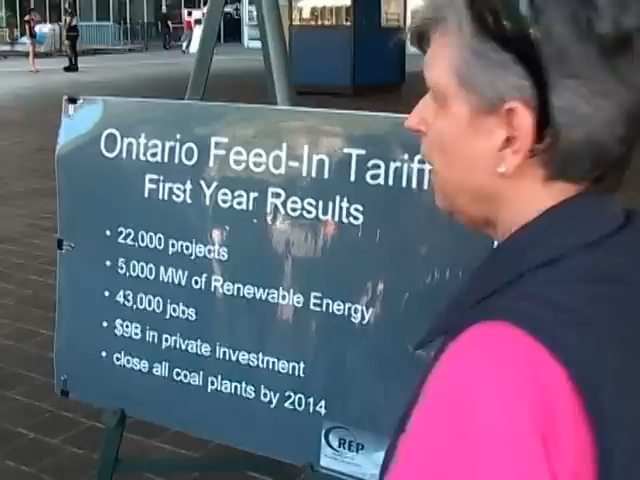 Ontario Feed-In Tariff
First Year Results
• 22,000 projects
• 5,000 MW of Renewable Energy
• 43,000 jobs
• $9B in private investment
• close all coal plants by 2014
CREP